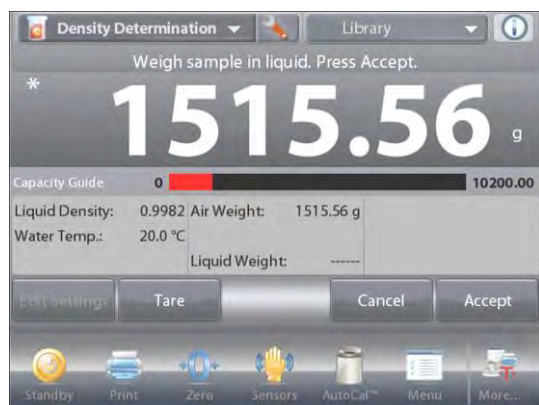 Density Determination Library
Weigh sample in liquid. Press Accept.
* 1515.56 g
Capacity Guide 0 10200.00
Liquid Density: 0.9982 Air Weight: 1515.56 g
Water Temp.: 20.0 °C
Liquid Weight: ------
Edit Settings Tare Cancel Accept
Standby Print Zero Sensors AutoCal™ Menu More...